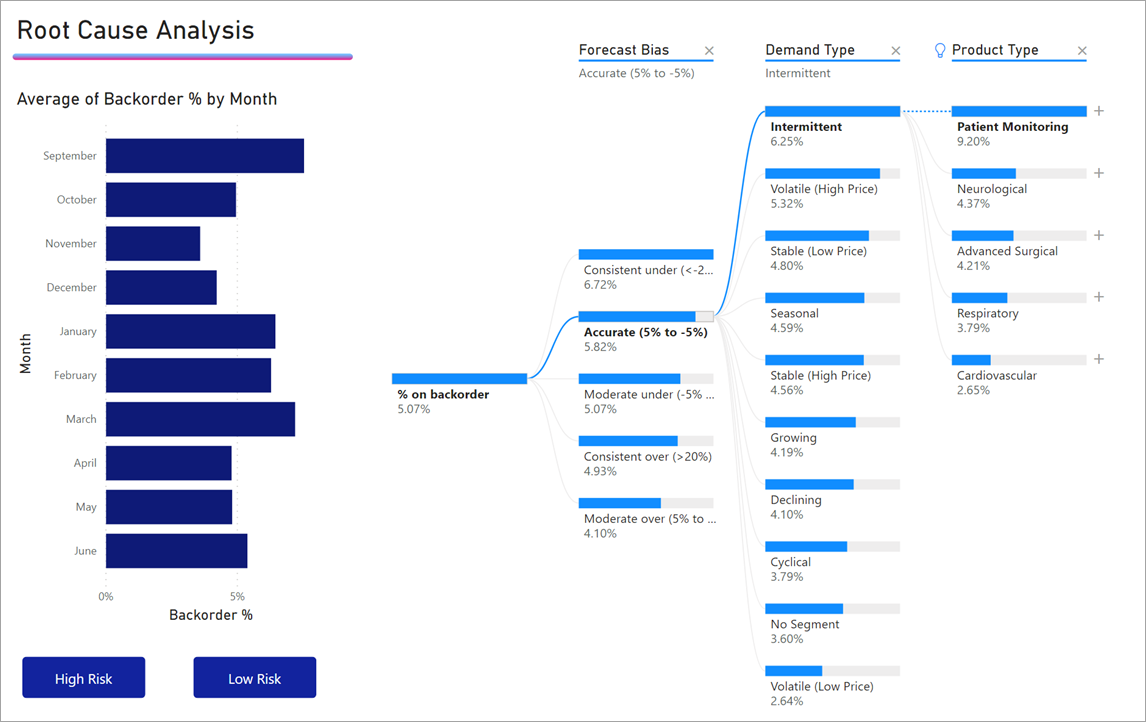 Root Cause Analysis
Average of Backorder % by Month
Month
September
October
November
December
January
February
March
April
May
June
0%
5%
Backorder %
High Risk
Low Risk
% on backorder
5.07%
Forecast Bias
Accurate (5% to -5%)
Consistent under (<-2...
6.72%
Accurate (5% to -5%)
5.82%
Moderate under (-5% ...
5.07%
Consistent over (>20%)
4.93%
Moderate over (5% to ...
4.10%
Demand Type
Intermittent
Intermittent
6.25%
Volatile (High Price)
5.32%
Stable (Low Price)
4.80%
Seasonal
4.59%
Stable (High Price)
4.56%
Growing
4.19%
Declining
4.10%
Cyclical
3.79%
No Segment
3.60%
Volatile (Low Price)
2.64%
Product Type
Patient Monitoring
9.20%
Neurological
4.37%
Advanced Surgical
4.21%
Respiratory
3.79%
Cardiovascular
2.65%